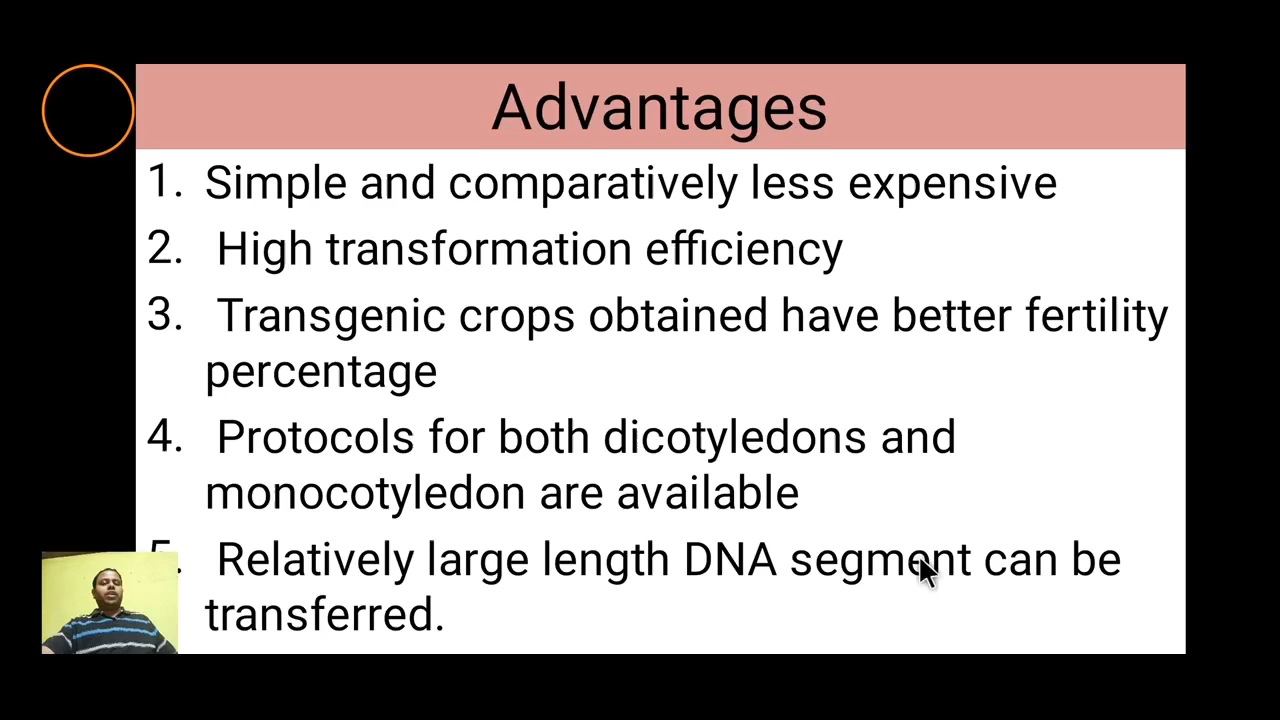 Advantages
1. Simple and comparatively less expensive
2. High transformation efficiency
3. Transgenic crops obtained have better fertility
percentage
4. Protocols for both dicotyledons and
monocotyledon are available
5. Relatively large length DNA segment can be
transferred.